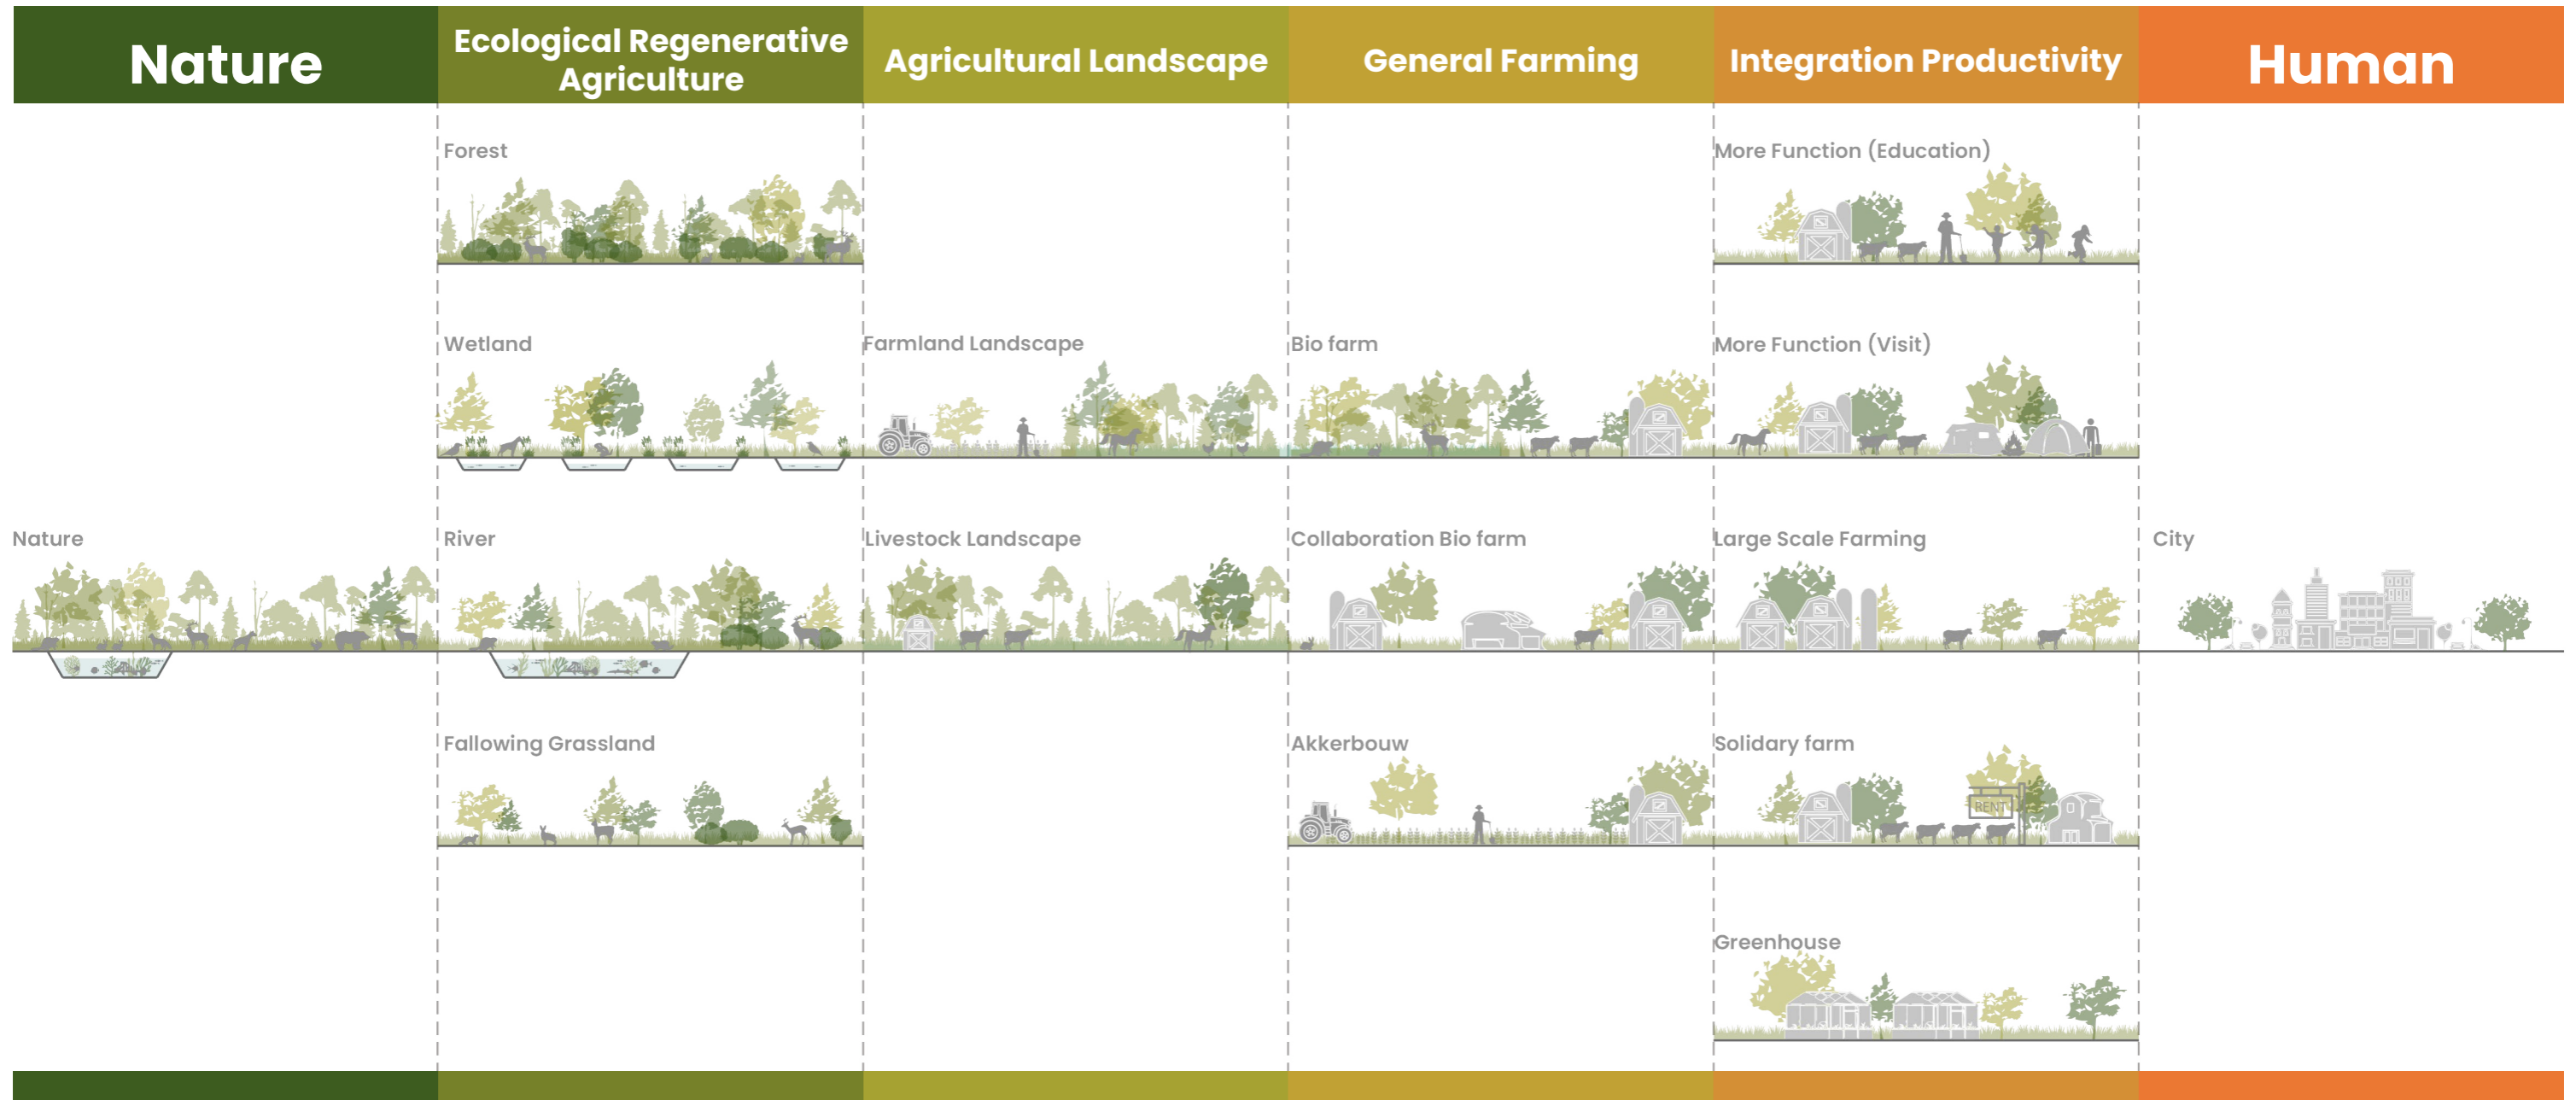 Nature
Ecological Regenerative
Agriculture
Agricultural Landscape
General Farming
Integration Productivity
Human
Forest
More Function (Education)
Wetland
Farmland Landscape
Bio farm
More Function (Visit)
Nature
River
Livestock Landscape
Collaboration Bio farm
Large Scale Farming
City
Fallowing Grassland
Akkerbouw
Solidary farm
RENT
Greenhouse